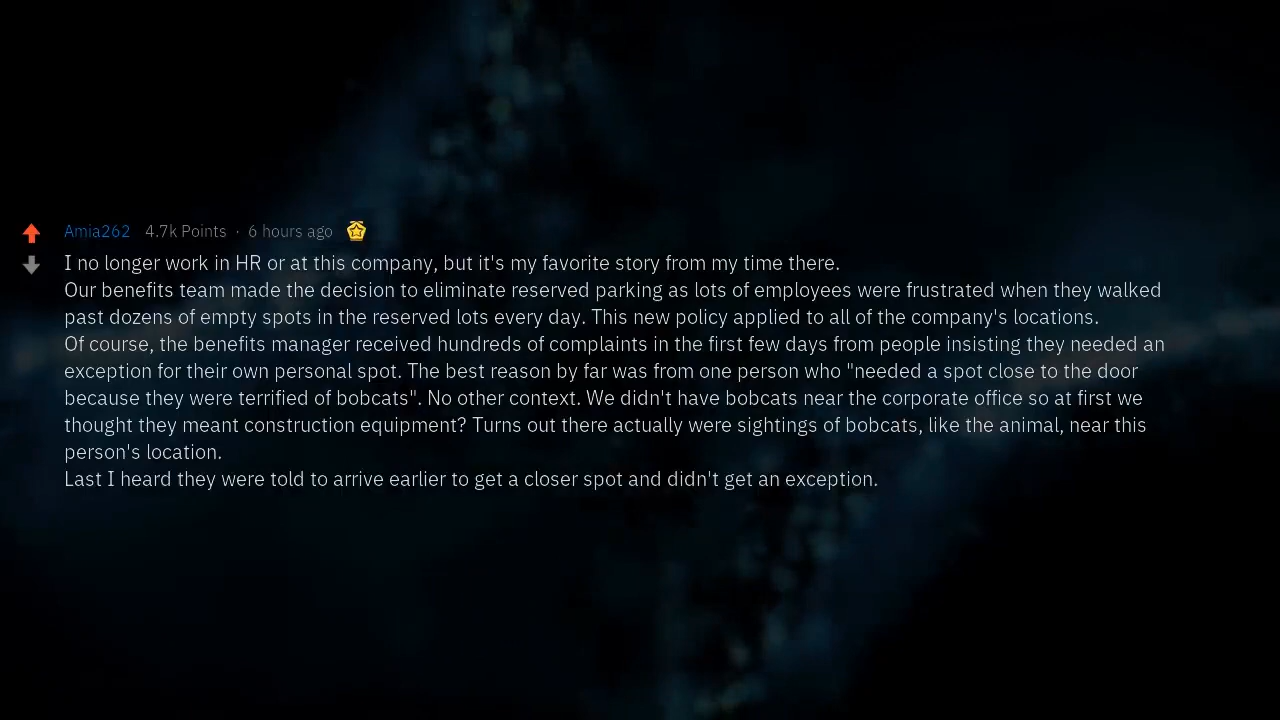 Amia262 4.7k Points · 6 hours ago
I no longer work in HR or at this company, but it's my favorite story from my time there.
Our benefits team made the decision to eliminate reserved parking as lots of employees were frustrated when they walked
past dozens of empty spots in the reserved lots every day. This new policy applied to all of the company's locations.
Of course, the benefits manager received hundreds of complaints in the first few days from people insisting they needed an
exception for their own personal spot. The best reason by far was from one person who "needed a spot close to the door
because they were terrified of bobcats". No other context. We didn't have bobcats near the corporate office so at first we
thought they meant construction equipment? Turns out there actually were sightings of bobcats, like the animal, near this
person's location.
Last I heard they were told to arrive earlier to get a closer spot and didn't get an exception.